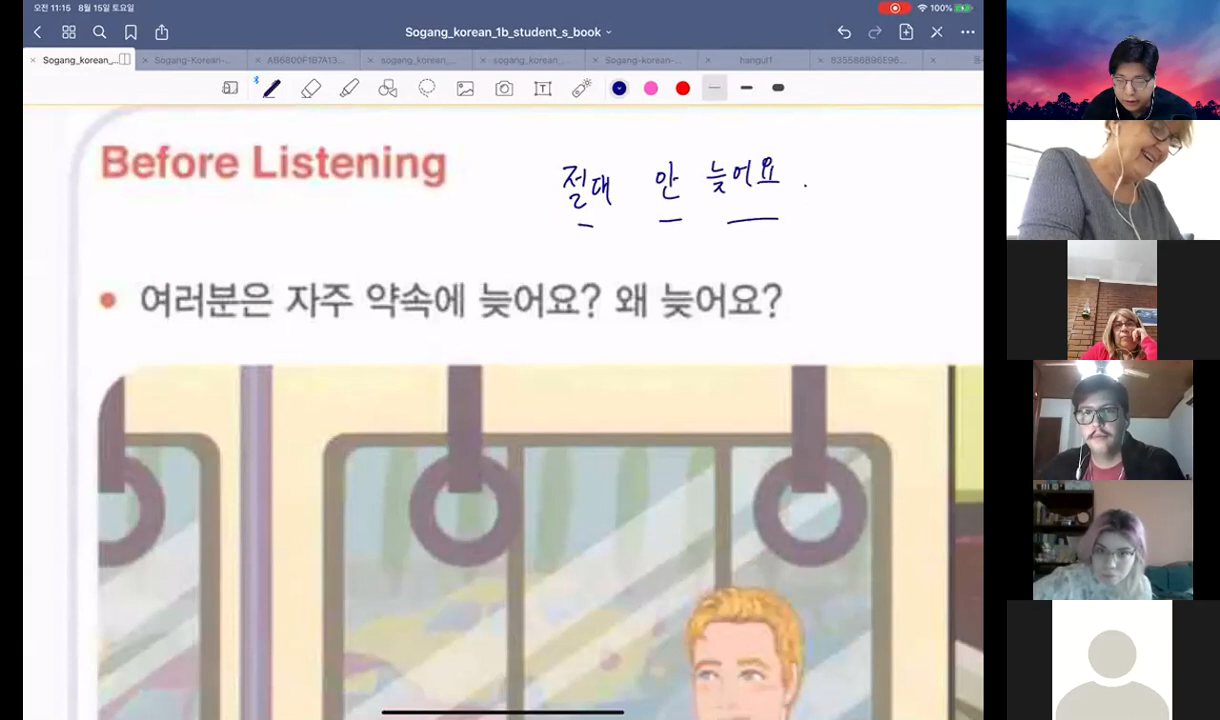 오전 11:15 8월 15일 토요일
100%
Sogang_korean_1b_student_s_book
Sogang_korean_...
Sogang-Korean-...
AB6800F1B7A13...
sogang_korean_...
sogang_korean_...
Sogang-Korean-...
hangul1
835586B96E96...
T
Before Listening
절대 안 늦어요.
• 여러분은 자주 약속에 늦어요? 왜 늦어요?